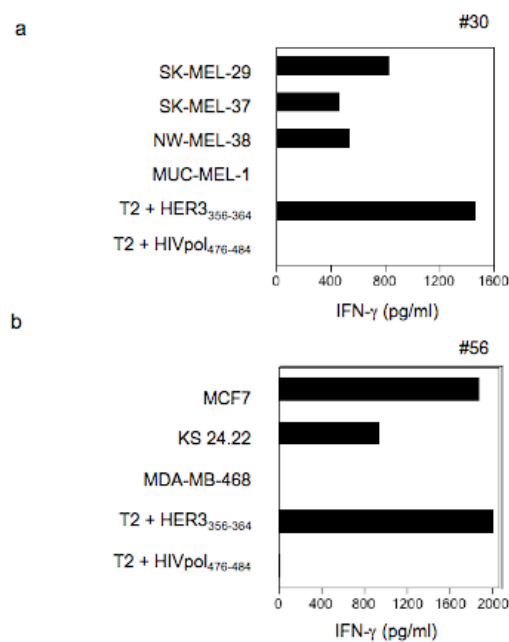 a
#30
SK-MEL-29
SK-MEL-37
NW-MEL-38
MUC-MEL-1
T2 + HER3356-364
T2 + HIVpol476-484
0 400 800 1200 1600
IFN-γ (pg/ml)
b
#56
MCF7
KS 24.22
MDA-MB-468
T2 + HER3356-364
T2 + HIVpol476-484
0 400 800 1200 1600 2000
IFN-γ (pg/ml)